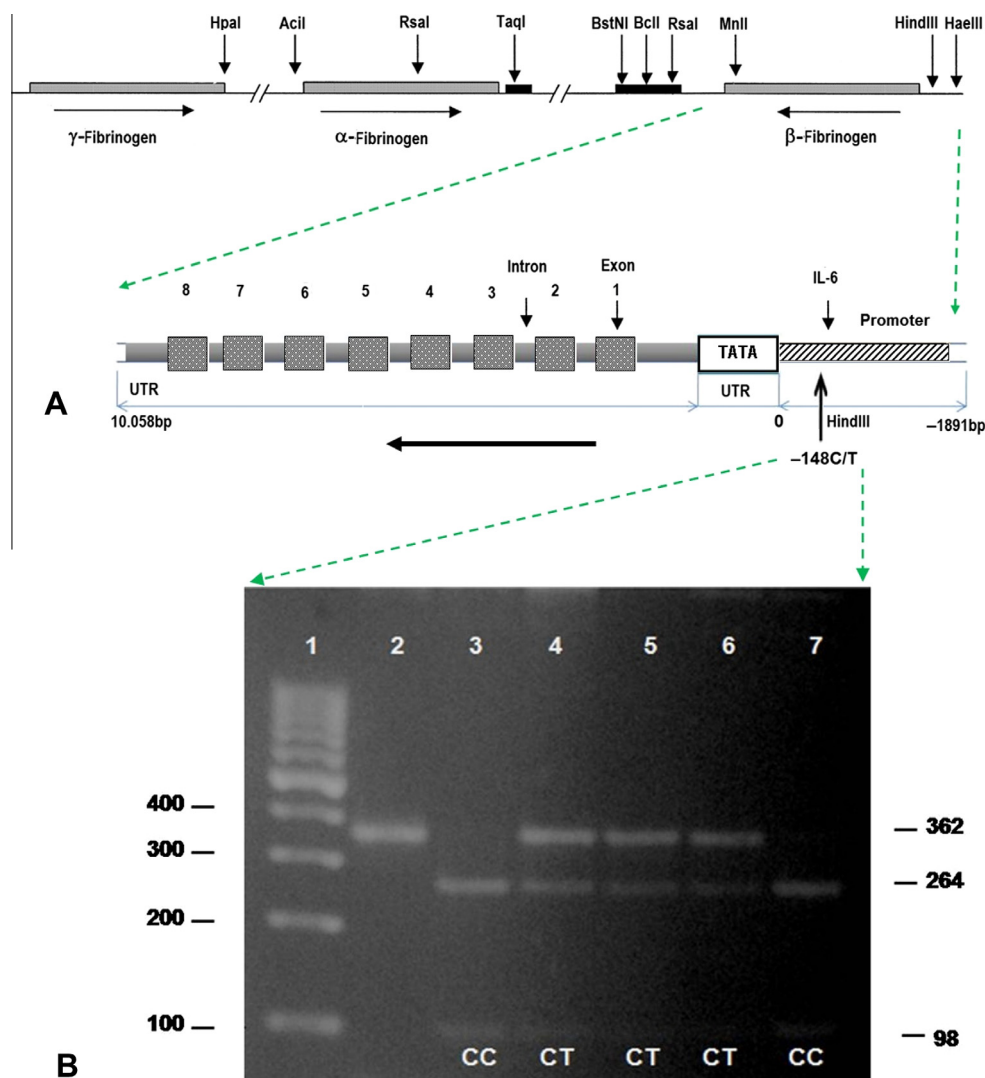 HpaI AciI RsaI TaqI BstNI BclI RsaI MnlI HindIII HaeIII
γ-Fibrinogen α-Fibrinogen β-Fibrinogen
Intron Exon IL-6
8 7 6 5 4 3 2 1 Promoter
TATA
UTR UTR
A 10.058bp 0 HindIII –1891bp
–148C/T
1 2 3 4 5 6 7
400 — — 362
300 — — 264
200 —
100 — — 98
CC CT CT CT CC
B